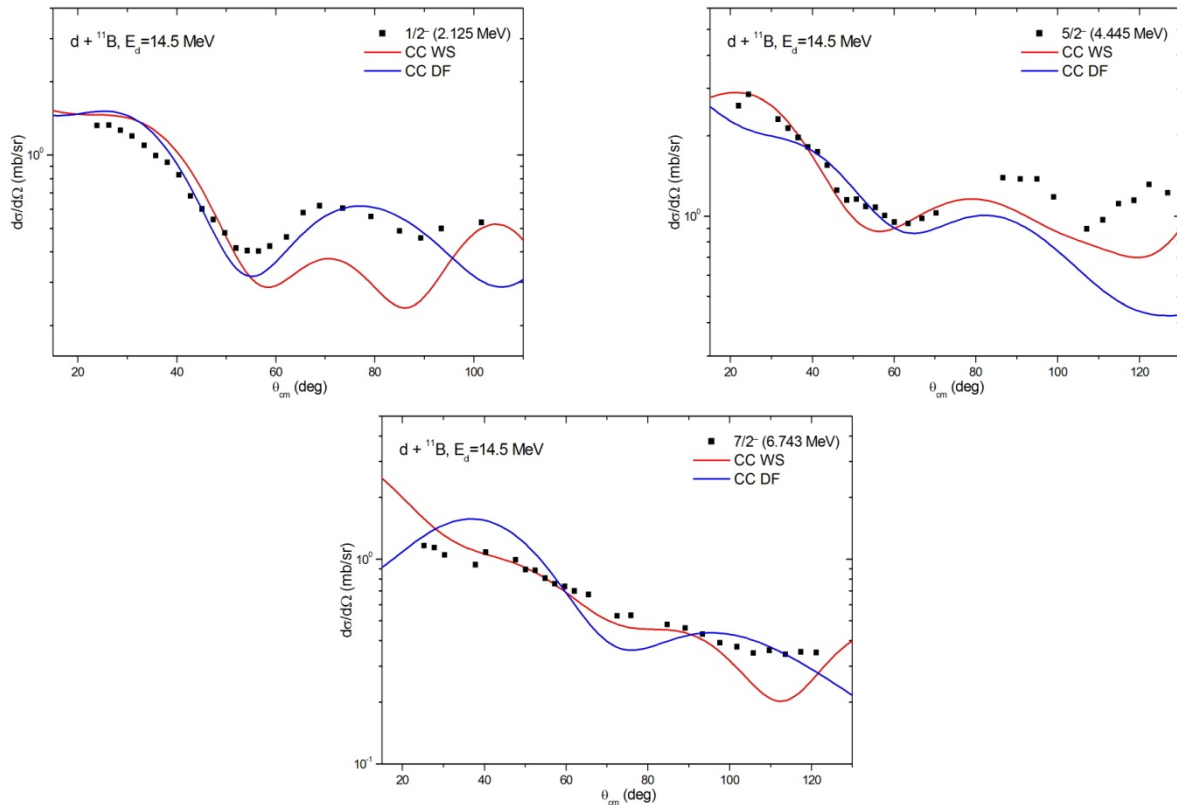 d + ¹¹B, E_d=14.5 MeV
1/2⁻ (2.125 MeV)
CC WS
CC DF
10⁰
dσ/dΩ (mb/sr)
20 40 60 80 100
θ_cm (deg)
d + ¹¹B, E_d=14.5 MeV
5/2⁻ (4.445 MeV)
CC WS
CC DF
10⁰
dσ/dΩ (mb/sr)
20 40 60 80 100 120
θ_cm (deg)
d + ¹¹B, E_d=14.5 MeV
7/2⁻ (6.743 MeV)
CC WS
CC DF
10⁰
dσ/dΩ (mb/sr)
10⁻¹
20 40 60 80 100 120
θ_cm (deg)